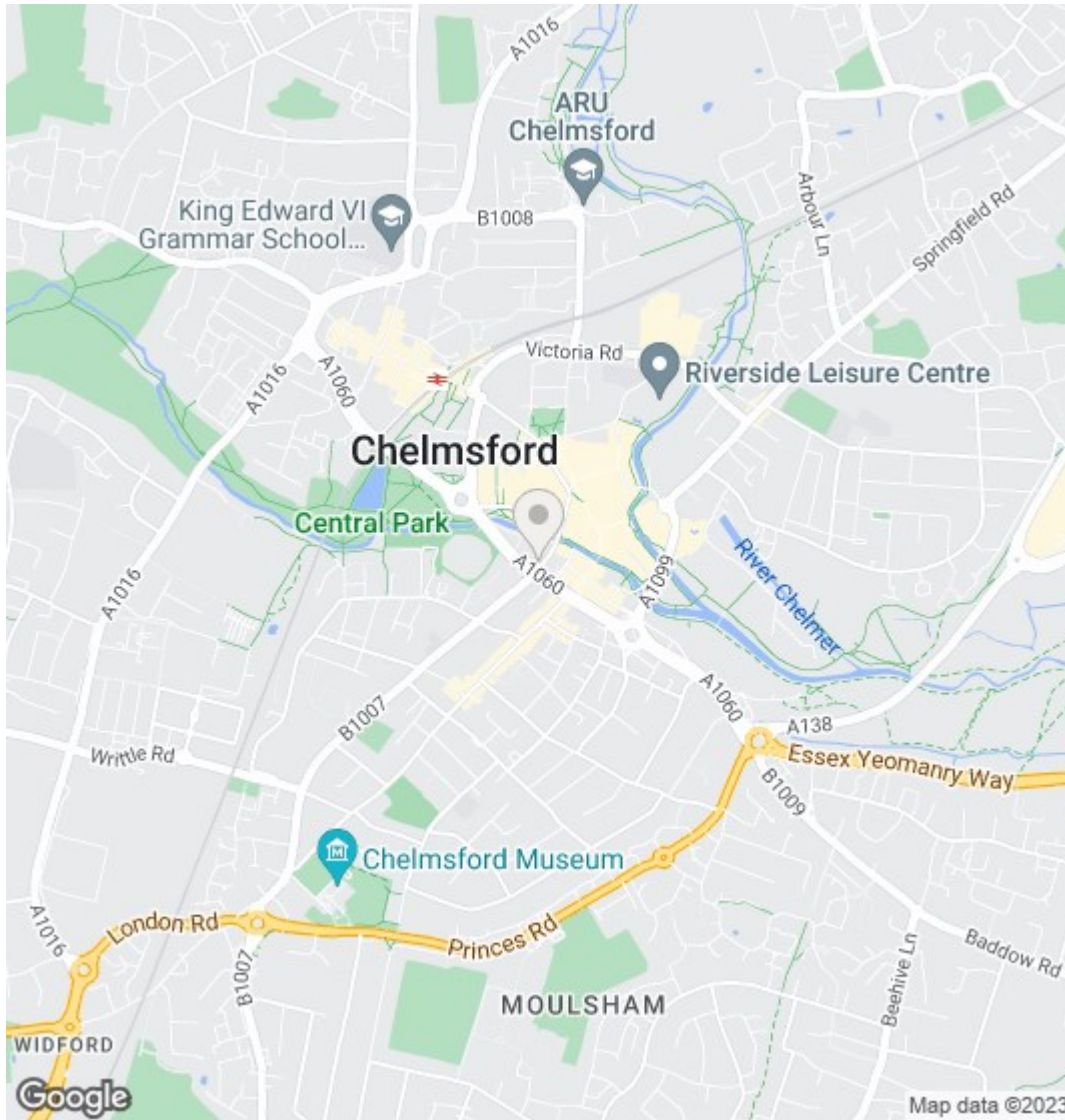 A1016
ARU
Chelmsford
King Edward VI
Grammar School...
B1008
Arbour Ln
Springfield Rd
Victoria Rd
A1060
A1016
Riverside Leisure Centre
Chelmsford
Central Park
A1060
A1099
River Chelmer
A1016
B1007
A1060
A138
Writtle Rd
Essex Yeomanry Way
B1009
Chelmsford Museum
London Rd
A1016
Princes Rd
Baddow Rd
Beehive Ln
B1007
MOULSHAM
WIDFORD
Google
Map data ©2023